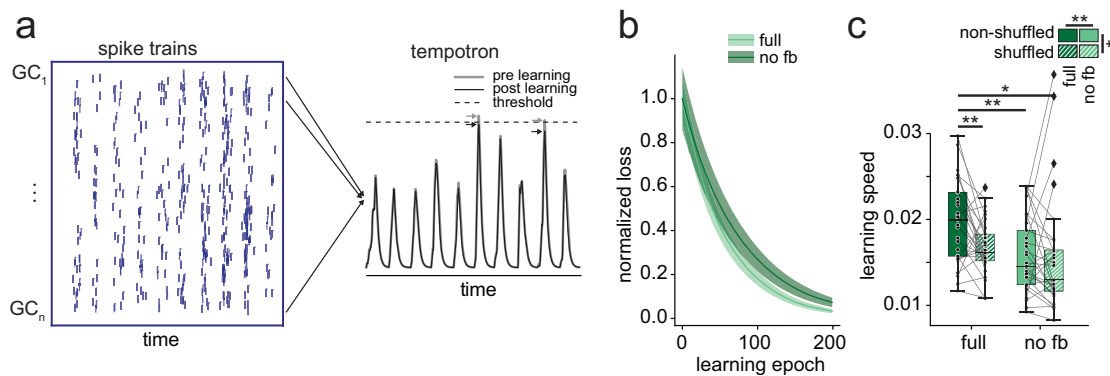 a
spike trains
GC1
⋮
GCn
time
tempotron
pre learning
post learning
threshold
time
b
full
no fb
normalized loss
1.0
0.8
0.6
0.4
0.2
0.0
0
100
200
learning epoch
c
**
non-shuffled
shuffled
*
full
no fb
*
**
**
learning speed
0.03
0.02
0.01
full
no fb